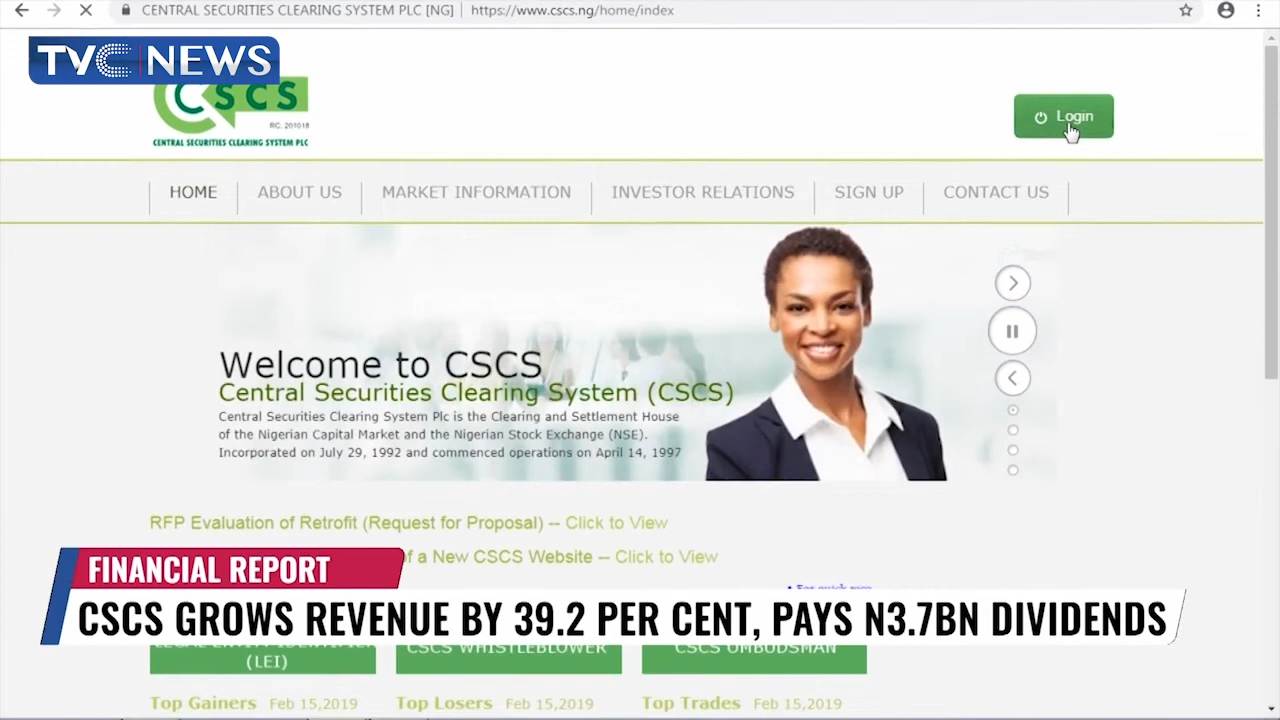 CENTRAL SECURITIES CLEARING SYSTEM PLC [NG] | https://www.cscs.ng/home/index
TVC NEWS
CSCS
RC. 201018
CENTRAL SECURITIES CLEARING SYSTEM PLC
Login
HOME
ABOUT US
MARKET INFORMATION
INVESTOR RELATIONS
SIGN UP
CONTACT US
Welcome to CSCS
Central Securities Clearing System (CSCS)
Central Securities Clearing System Plc is the Clearing and Settlement House
of the Nigerian Capital Market and the Nigerian Stock Exchange (NSE).
Incorporated on July 29, 1992 and commenced operations on April 14, 1997
RFP Evaluation of Retrofit (Request for Proposal) -- Click to View
of a New CSCS Website -- Click to View
FINANCIAL REPORT
CSCS GROWS REVENUE BY 39.2 PER CENT, PAYS N3.7BN DIVIDENDS
LEGAL ENTITY IDENTIFIER
(LEI)
CSCS WHISTLEBLOWER
CSCS OMBUDSMAN
Top Gainers Feb 15,2019
Top Losers Feb 15,2019
Top Trades Feb 15,2019